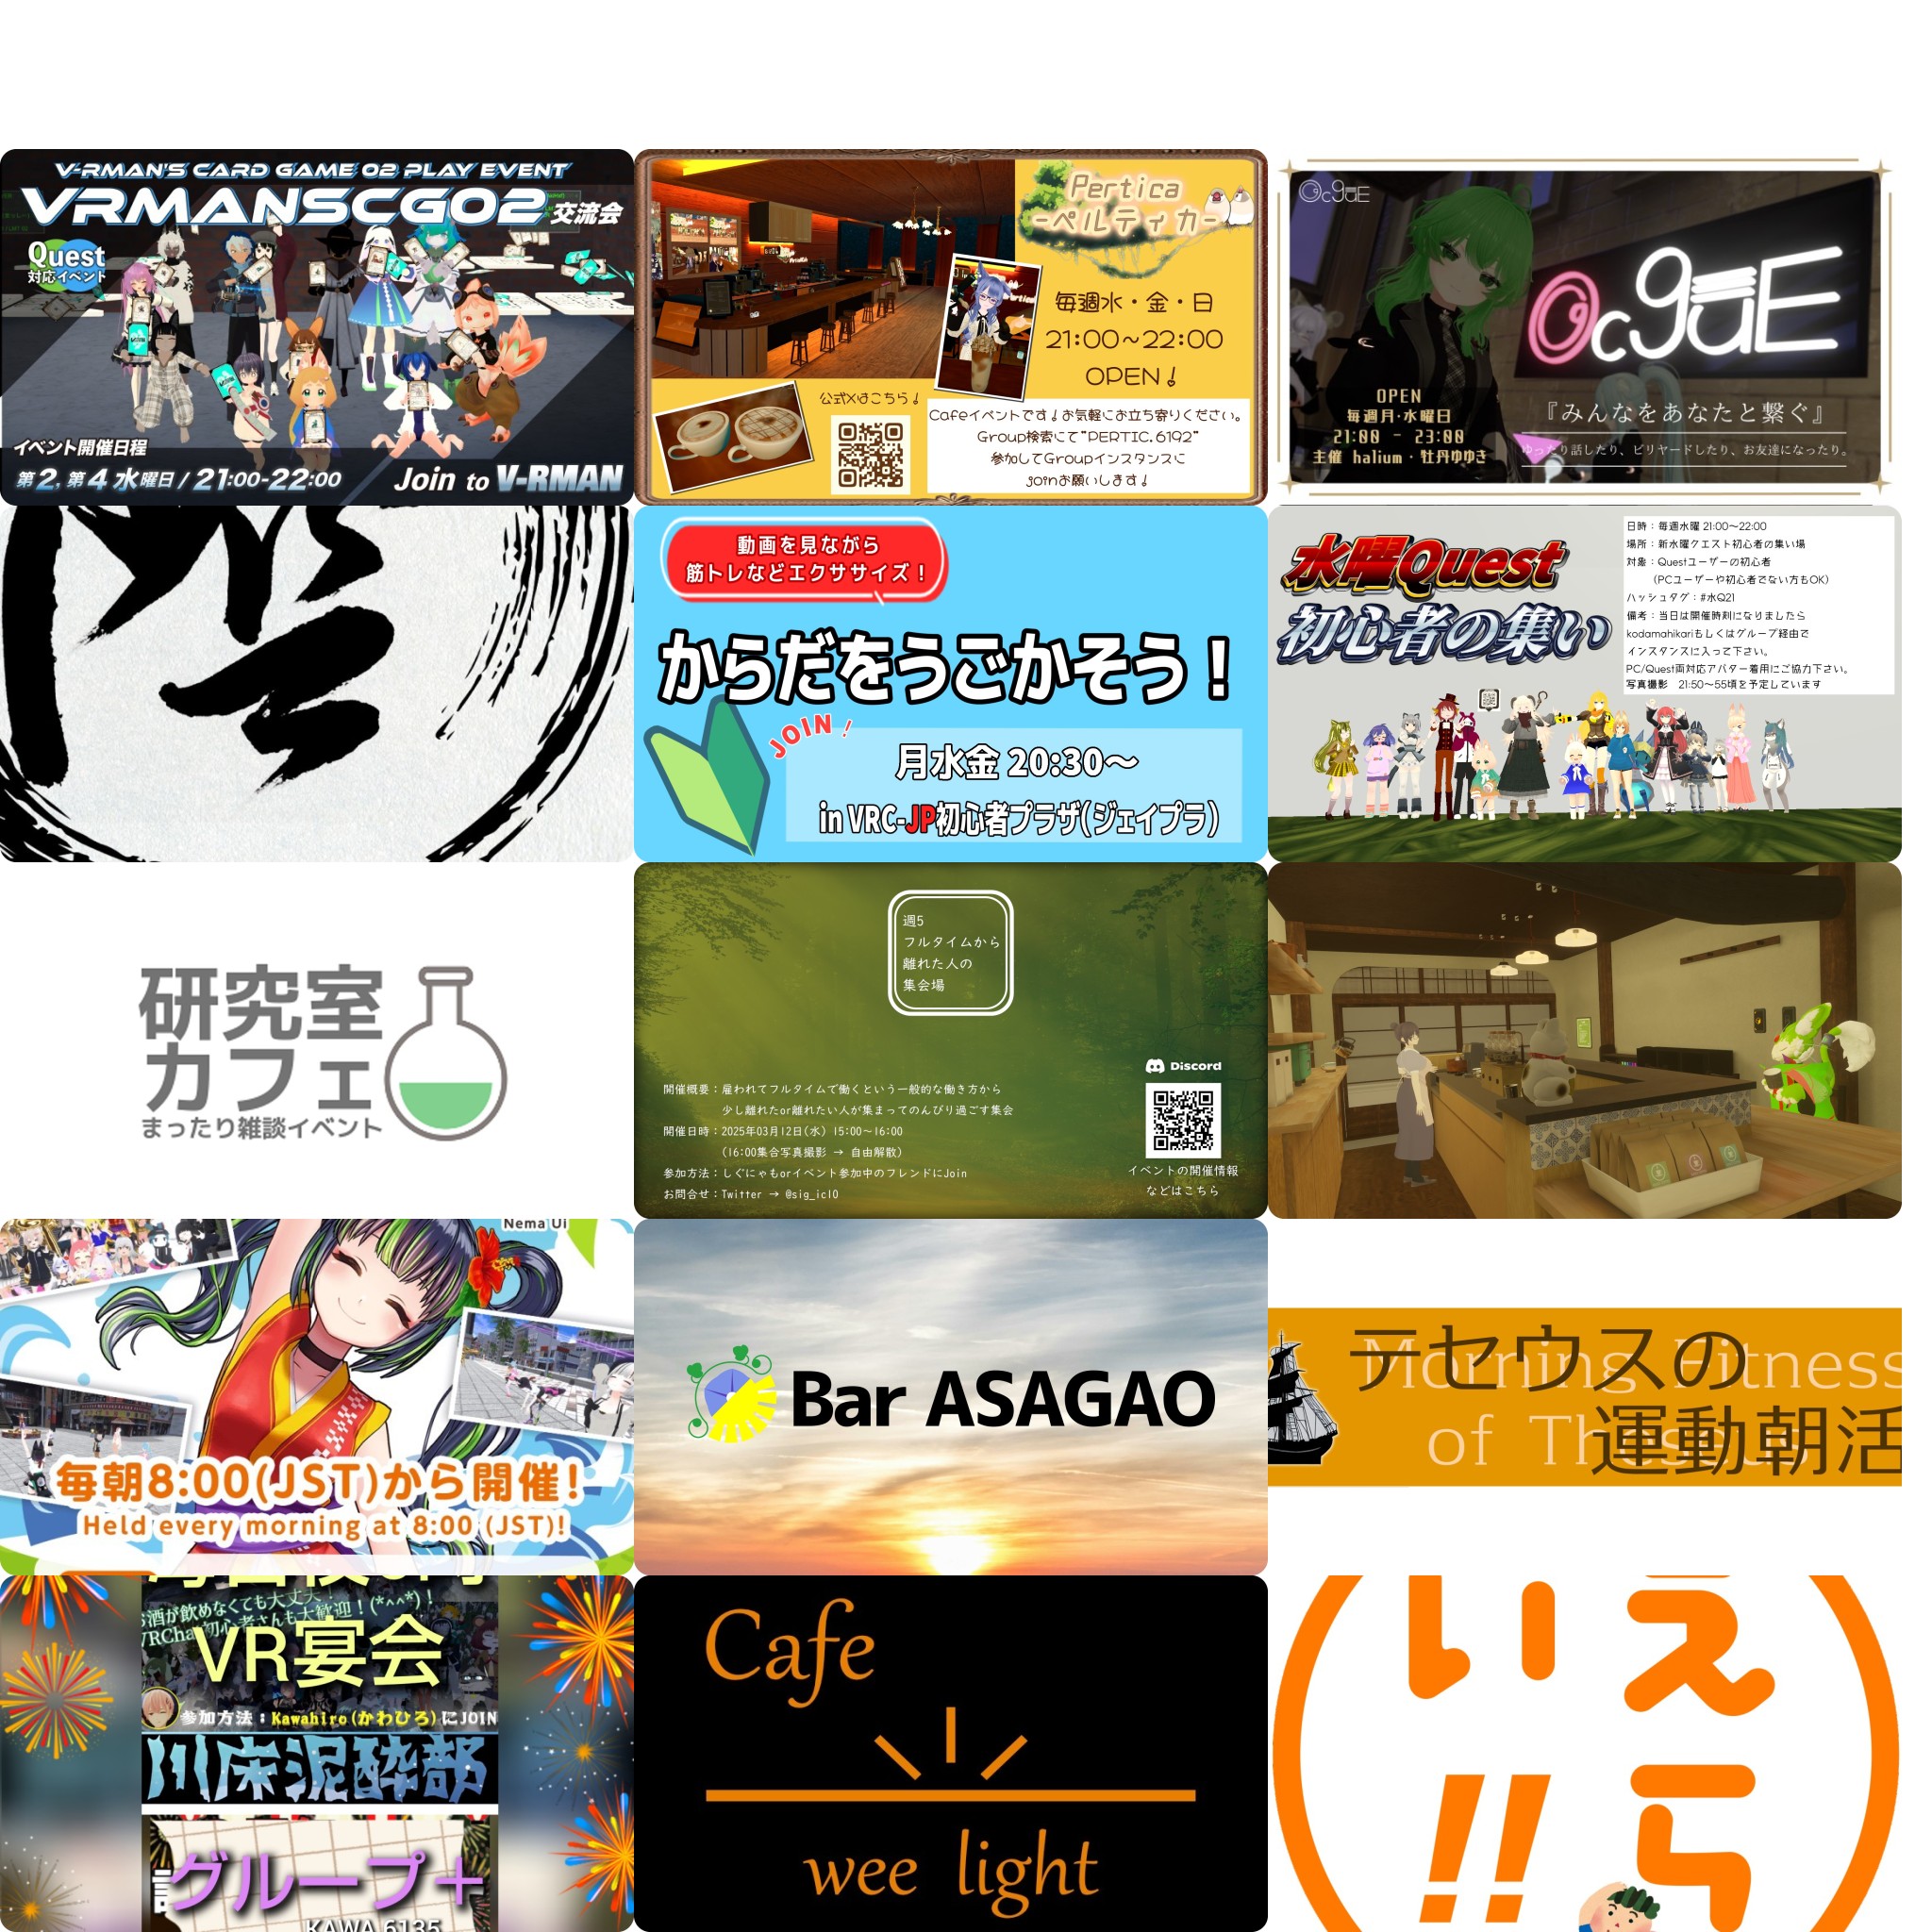 V-RMAN'S CARD GAME 02 PLAY EVENT
VRMANSCG02交流会
Quest
対応イベント
イベント開催日程
第2, 第4 水曜日 / 21:00-22:00
Join to V-RMAN
Pertica
-ペルティカ-
毎週水・金・日
21:00~22:00
OPEN!
公式Xはこちら!
Cafeイベントです!お気軽にお立ち寄りください。
Group検索にて"PERTIC.6192"
参加してGroupインスタンスに
joinお願いします!
OcguE
OcguE
OPEN
毎週月・水曜日
21:00 - 23:00
主催 halium・牡丹ゆゆき
『みんなをあなたと繋ぐ』
ゆったり話したり、ビリヤードしたり、お友達になったり。
動画を見ながら
筋トレなどエクササイズ!
からだをうごかそう!
JOIN!
月水金 20:30〜
in VRC-JP初心者プラザ(ジェイプラ)
水曜Quest
初心者の集い
日時:毎週水曜 21:00〜22:00
場所:新水曜クエスト初心者の集い場
対象:Questユーザーの初心者
(PCユーザーや初心者でない方もOK)
ハッシュタグ:#水Q21
備考:当日は開催時刻になりましたら
kodamahikariもしくはグループ経由で
インスタンスに入って下さい。
PC/Quest両対応アバター着用にご協力下さい。
写真撮影 21:50〜55頃を予定しています
研究室
カフェ
まったり雑談イベント
週5
フルタイムから
離れた人の
集会場
開催概要:雇われてフルタイムで働くという一般的な働き方から
少し離れたor離れたい人が集まってのんびり過ごす集会
開催日時:2025年03月12日(水) 15:00〜16:00
(16:00集合写真撮影 → 自由解散)
参加方法:しぐにゃもorイベント参加中のフレンドにJoin
お問合せ:Twitter → @sig_icl0
Discord
イベントの開催情報
などはこちら
Nema Ui
毎朝8:00(JST)から開催!
Held every morning at 8:00 (JST)!
Bar ASAGAO
テセウスの
Morning Fitness
of Theseus
運動朝活
お酒が飲めなくても大丈夫!
VRChat初心者さんも大歓迎!(*^^*)!
VR宴会
参加方法:Kawahiro(かわひろ)にJOIN
川床泥酔部
グループ+
KAWA.6135
Cafe
wee light
いえ
!!ら